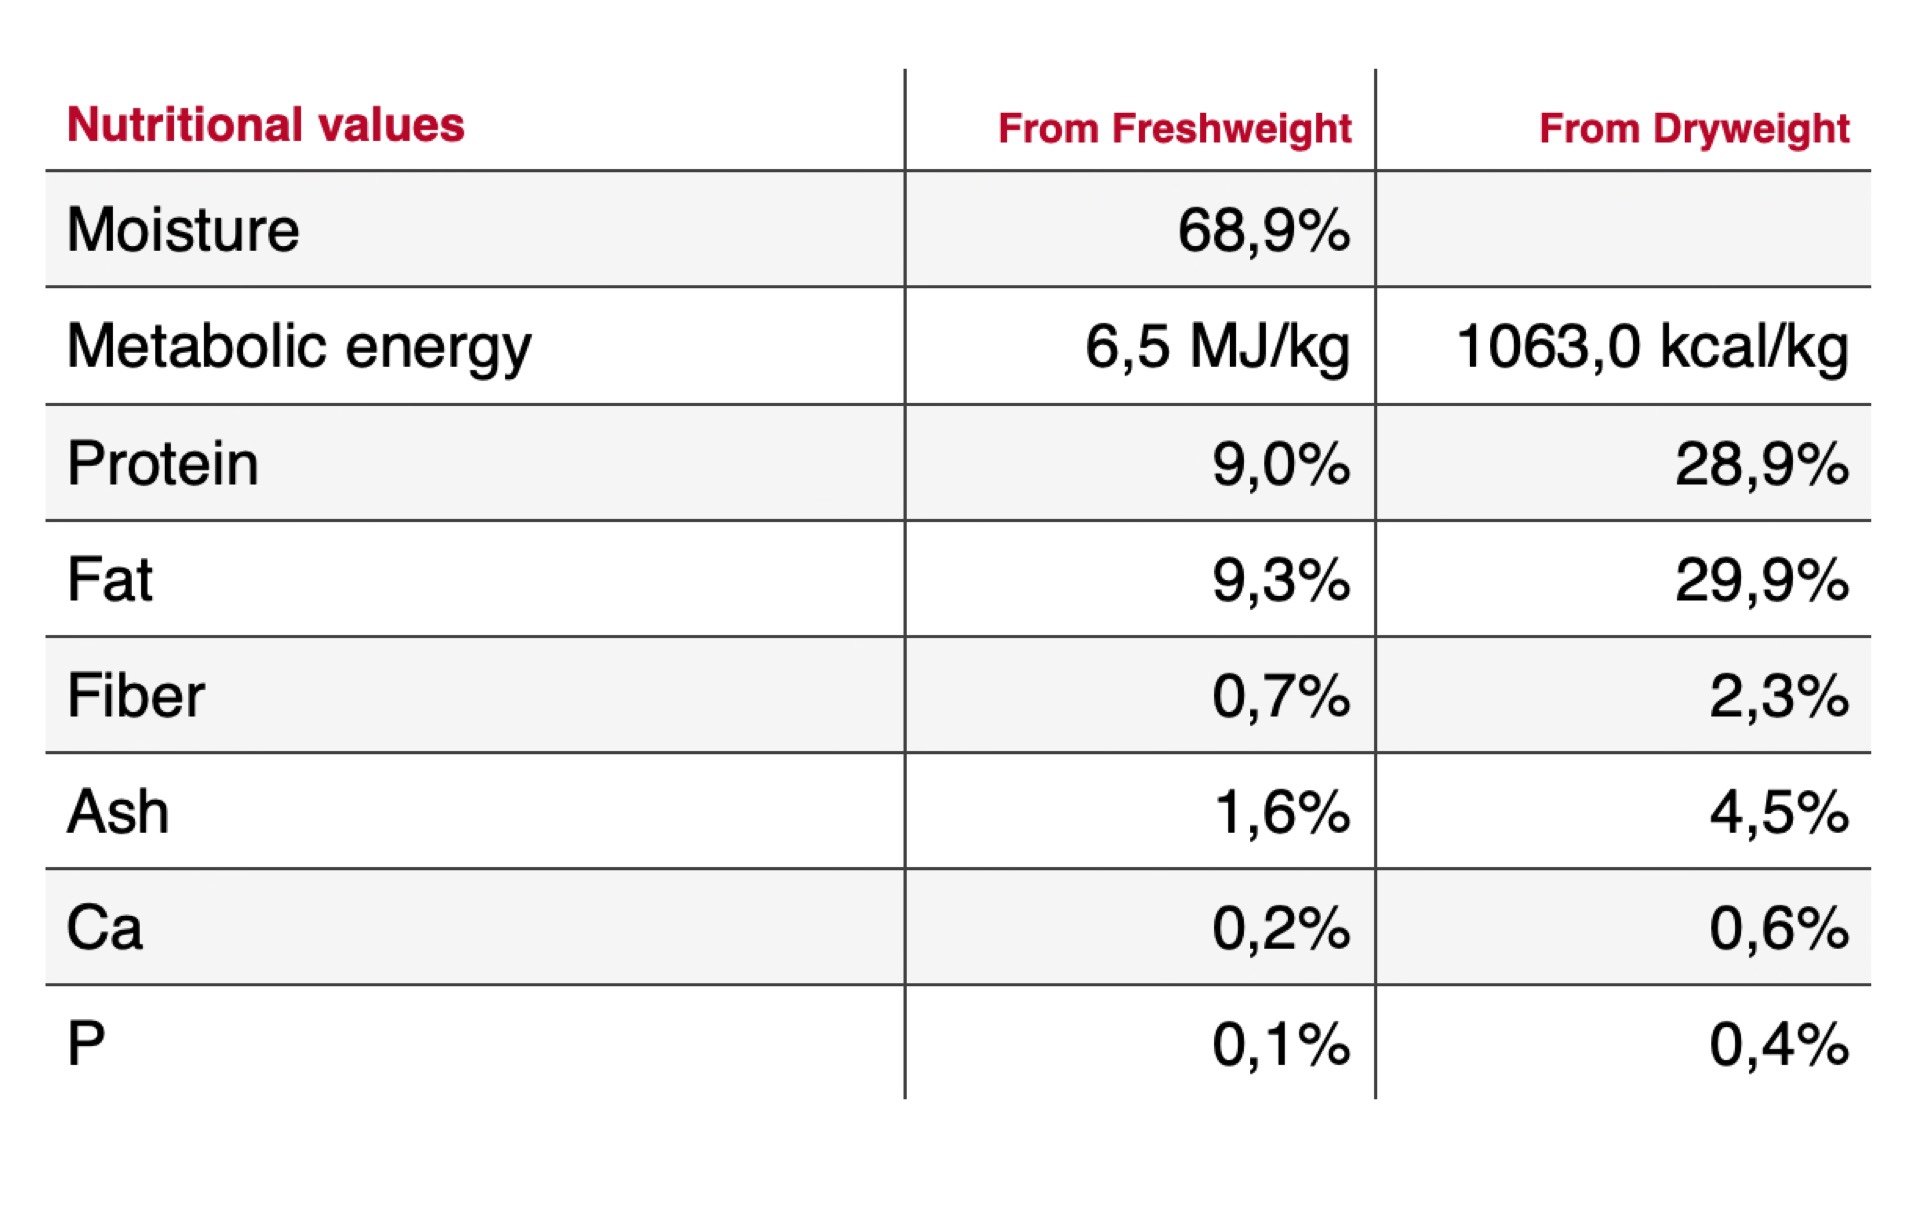 Nutritional values From Freshweight From Dryweight
Moisture 68,9%
Metabolic energy 6,5 MJ/kg 1063,0 kcal/kg
Protein 9,0% 28,9%
Fat 9,3% 29,9%
Fiber 0,7% 2,3%
Ash 1,6% 4,5%
Ca 0,2% 0,6%
P 0,1% 0,4%